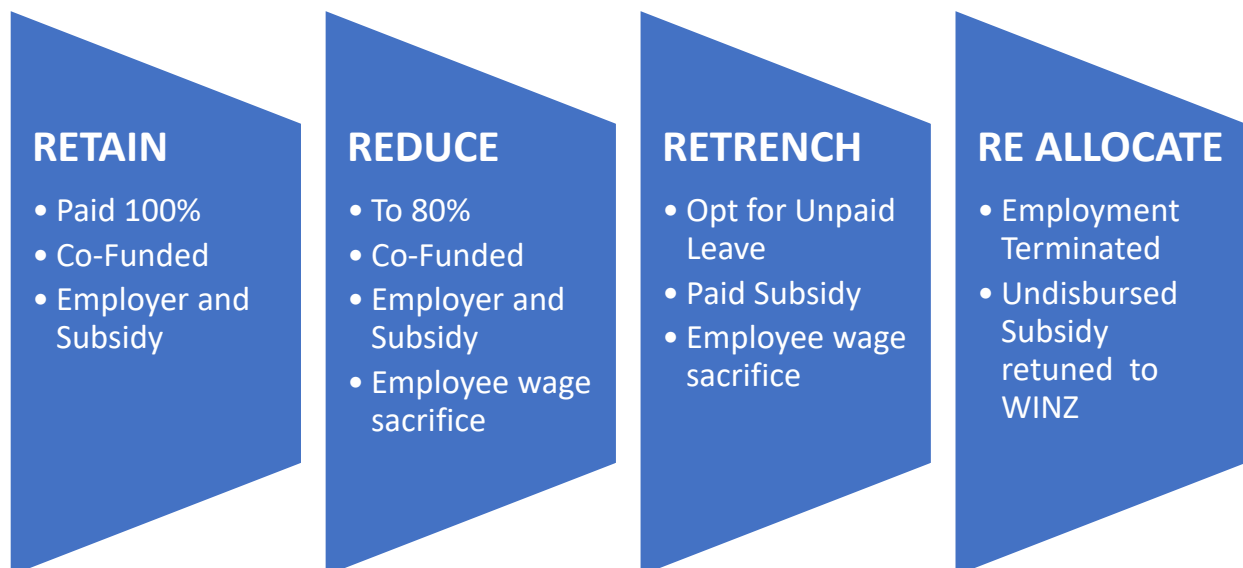 RETAIN
• Paid 100%
• Co-Funded
• Employer and
Subsidy
REDUCE
• To 80%
• Co-Funded
• Employer and
Subsidy
• Employee wage
sacrifice
RETRENCH
• Opt for Unpaid
Leave
• Paid Subsidy
• Employee wage
sacrifice
RE ALLOCATE
• Employment
Terminated
• Undisbursed
Subsidy
retuned to
WINZ